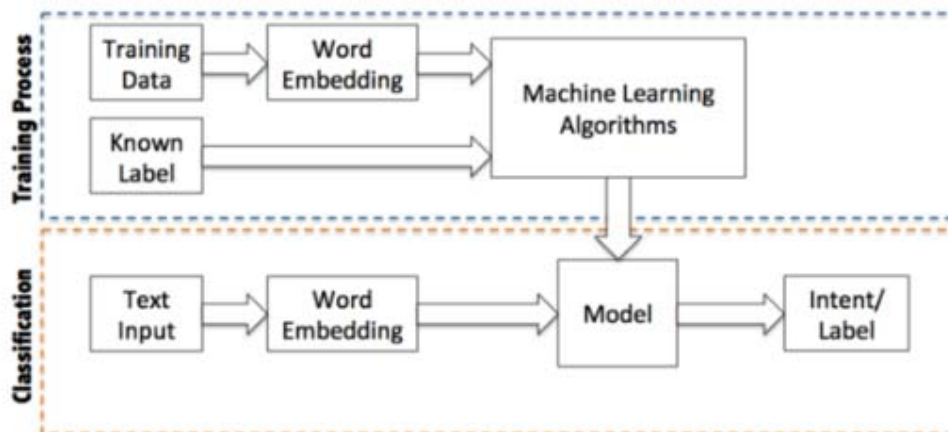 Training Process
Training
Data
Word
Embedding
Machine Learning
Algorithms
Known
Label
Classification
Text
Input
Word
Embedding
Model
Intent/
Label